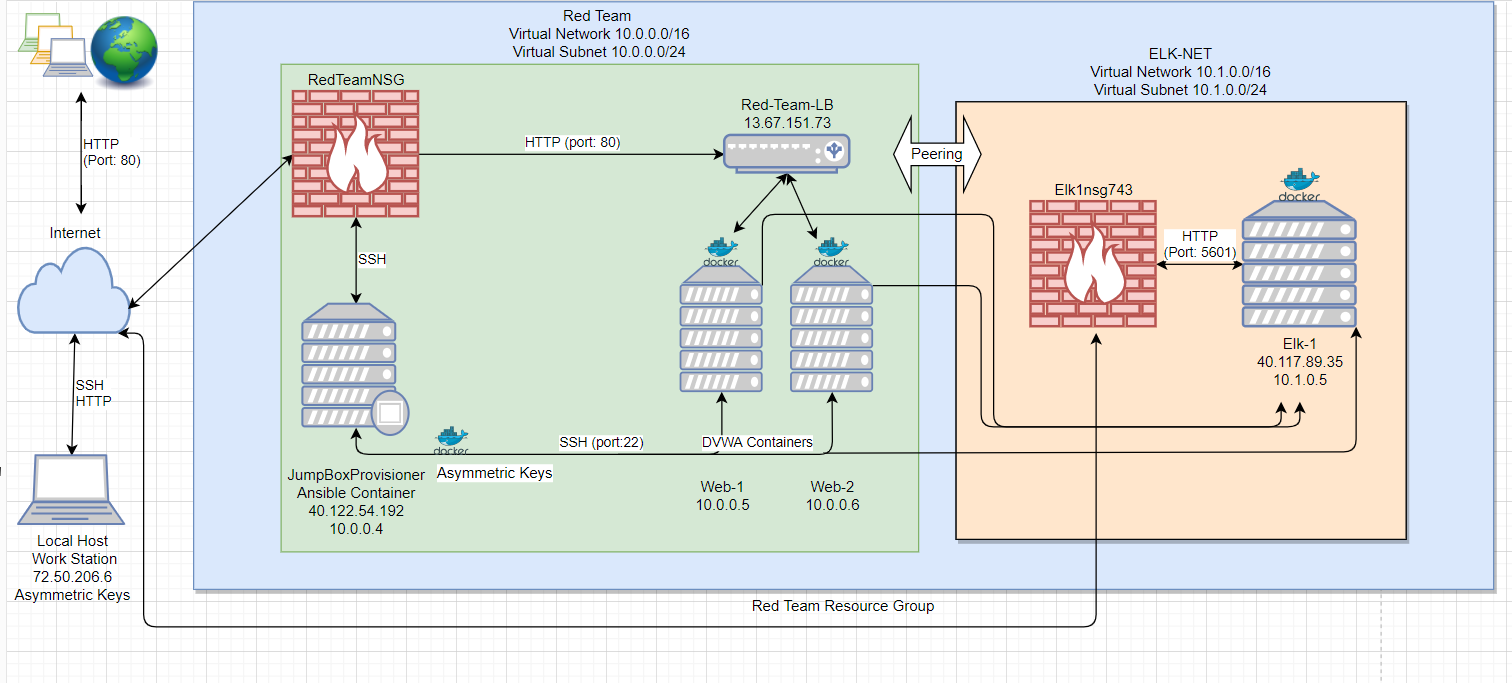 Red Team
Virtual Network 10.0.0.0/16
Virtual Subnet 10.0.0.0/24
ELK-NET
Virtual Network 10.1.0.0/16
Virtual Subnet 10.1.0.0/24
RedTeamNSG
Red-Team-LB
13.67.151.73
HTTP
(Port: 80)
HTTP (port: 80)
Peering
Elk1nsg743
docker
Internet
HTTP
(Port: 5601)
SSH
docker
docker
Elk-1
40.117.89.35
10.1.0.5
SSH
HTTP
docker
SSH (port:22)
DVWA Containers
Asymmetric Keys
JumpBoxProvisioner
Ansible Container
40.122.54.192
10.0.0.4
Web-1
10.0.0.5
Web-2
10.0.0.6
Local Host
Work Station
72.50.206.6
Asymmetric Keys
Red Team Resource Group